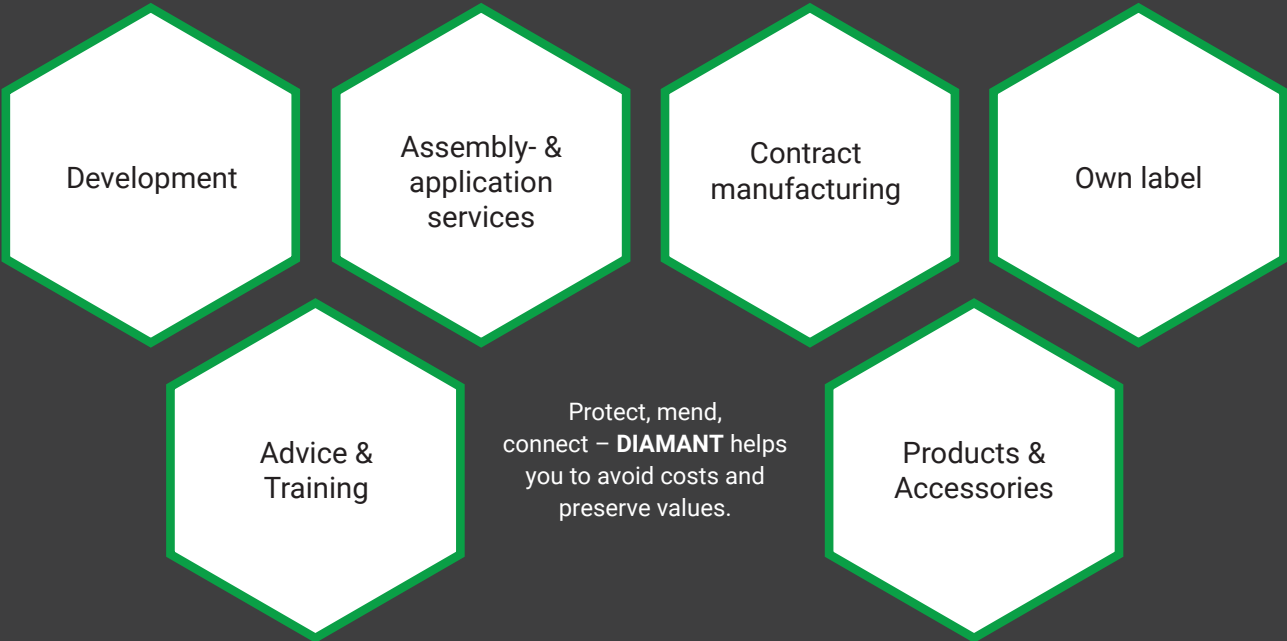 Development
Assembly- &
application
services
Contract
manufacturing
Own label
Advice &
Training
Protect, mend,
connect – DIAMANT helps
you to avoid costs and
preserve values.
Products &
Accessories